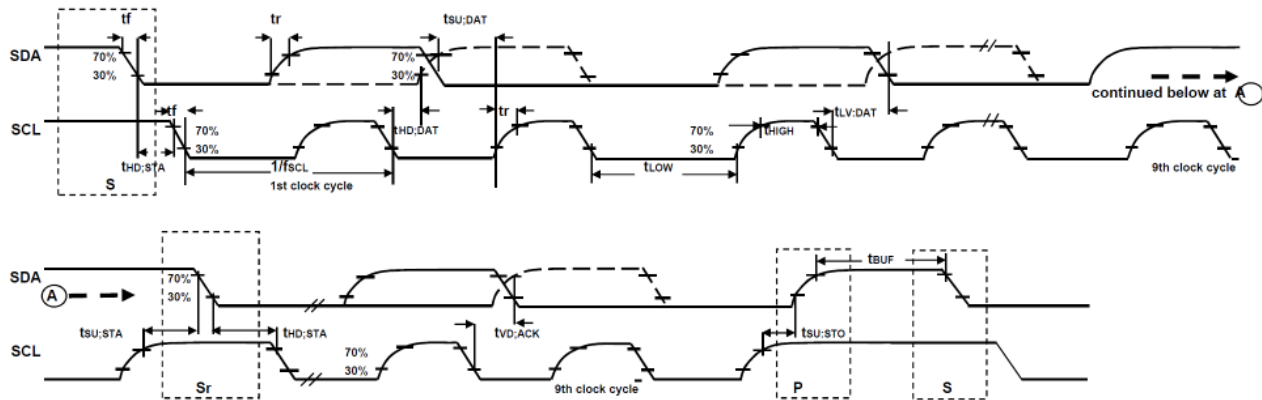 tf tr tSU;DAT
SDA 70% 70%
30% 30%
continued below at A
tf tHD;DAT tr tLV;DAT
SCL 70% 70% tHIGH
30% 30%
tHD;STA 1/fSCL tLOW
S 1st clock cycle 9th clock cycle
tBUF
SDA 70%
A 30%
tSU;STA tHD;STA tVD;ACK tSU:STO
SCL 70%
30%
Sr 9th clock cycle P S